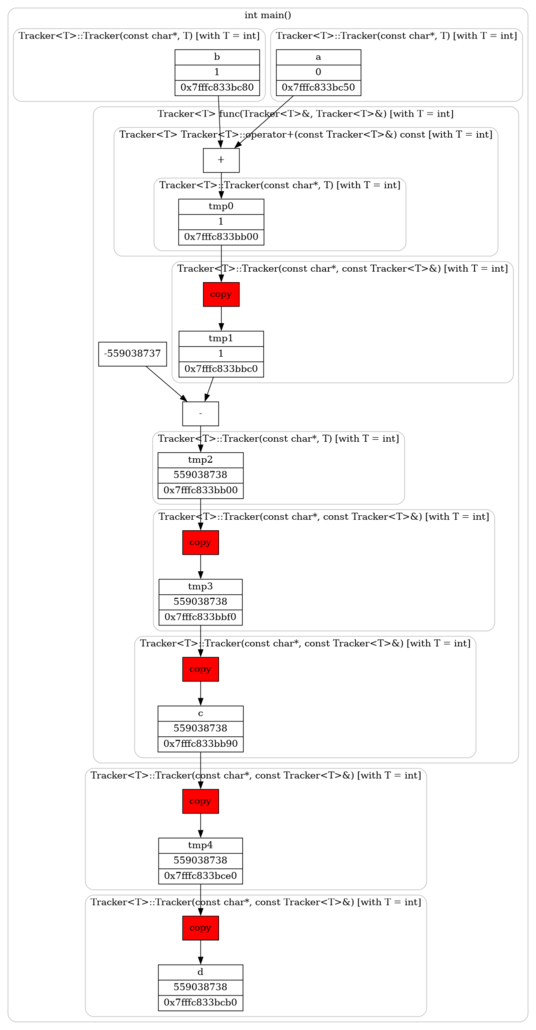 int main()
Tracker<T>::Tracker(const char*, T) [with T = int]
Tracker<T>::Tracker(const char*, T) [with T = int]
b
1
0x7fffc833bc80
a
0
0x7fffc833bc50
Tracker<T> func(Tracker<T>&, Tracker<T>&) [with T = int]
Tracker<T> Tracker<T>::operator+(const Tracker<T>&) const [with T = int]
+
Tracker<T>::Tracker(const char*, T) [with T = int]
tmp0
1
0x7fffc833bb00
Tracker<T>::Tracker(const char*, const Tracker<T>&) [with T = int]
copy
tmp1
1
0x7fffc833bbc0
-559038737
-
Tracker<T>::Tracker(const char*, T) [with T = int]
tmp2
559038738
0x7fffc833bb00
Tracker<T>::Tracker(const char*, const Tracker<T>&) [with T = int]
copy
tmp3
559038738
0x7fffc833bbf0
Tracker<T>::Tracker(const char*, const Tracker<T>&) [with T = int]
copy
c
559038738
0x7fffc833bb90
Tracker<T>::Tracker(const char*, const Tracker<T>&) [with T = int]
copy
tmp4
559038738
0x7fffc833bce0
Tracker<T>::Tracker(const char*, const Tracker<T>&) [with T = int]
copy
d
559038738
0x7fffc833bcb0